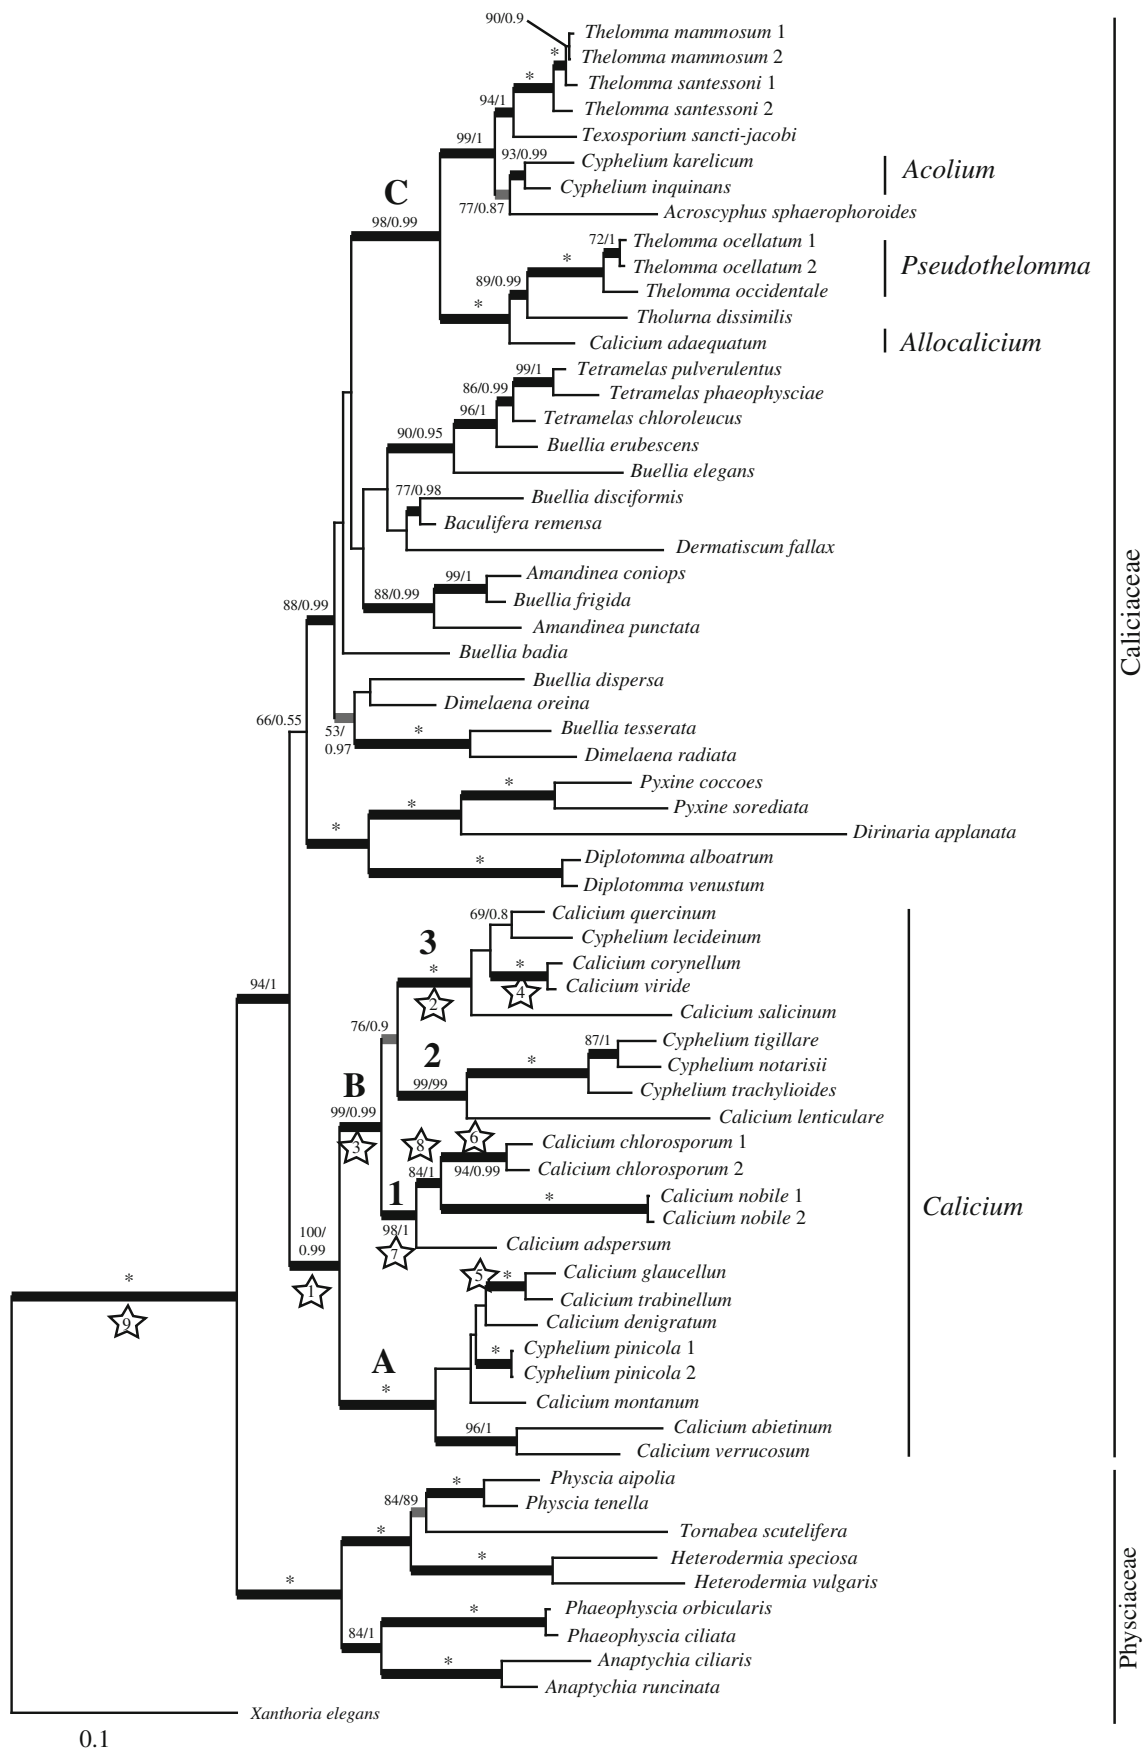 90/0.9
Thelomma mammosum 1
*
Thelomma mammosum 2
*
Thelomma santessoni 1
94/1
Thelomma santessoni 2
99/1
Texosporium sancti-jacobi
93/0.99
Cyphelium karelicum
Acolium
C
Cyphelium inquinans
77/0.87
Acroscyphus sphaerophoroides
98/0.99
72/1
Thelomma ocellatum 1
*
Thelomma ocellatum 2
Pseudothelomma
89/0.99
Thelomma occidentale
*
Tholurna dissimilis
Calicium adaequatum
Allocalicium
99/1
Tetramelas pulverulentus
86/0.99
Tetramelas phaeophysciae
96/1
Tetramelas chloroleucus
90/0.95
Buellia erubescens
Buellia elegans
77/0.98
Buellia disciformis
Baculifera remensa
Dermatiscum fallax
99/1
Amandinea coniops
88/0.99
Buellia frigida
88/0.99
Amandinea punctata
Buellia badia
Caliciaceae
Buellia dispersa
Dimelaena oreina
66/0.55
53/
0.97
*
Buellia tesserata
Dimelaena radiata
*
Pyxine coccoes
*
Pyxine sorediata
*
Dirinaria applanata
*
Diplotomma alboatrum
Diplotomma venustum
69/0.8
Calicium quercinum
3
Cyphelium lecideinum
*
*
Calicium corynellum
94/1
2
4
Calicium viride
Calicium salicinum
76/0.9
87/1
Cyphelium tigillare
2
*
Cyphelium notarisii
B
99/99
Cyphelium trachylioides
99/0.99
Calicium lenticulare
3
8
6
Calicium chlorosporum 1
84/1
94/0.99
Calicium chlorosporum 2
1
*
Calicium nobile 1
Calicium
Calicium nobile 2
98/1
7
Calicium adspersum
100/
0.99
1
5
*
Calicium glaucellun
*
9
Calicium trabinellum
Calicium denigratum
*
Cyphelium pinicola 1
A
Cyphelium pinicola 2
*
Calicium montanum
96/1
Calicium abietinum
Calicium verrucosum
*
Physcia aipolia
84/89
Physcia tenella
*
Tornabea scutelifera
*
Heterodermia speciosa
*
Heterodermia vulgaris
Physciaceae
*
Phaeophyscia orbicularis
84/1
Phaeophyscia ciliata
*
Anaptychia ciliaris
Anaptychia runcinata
Xanthoria elegans
0.1